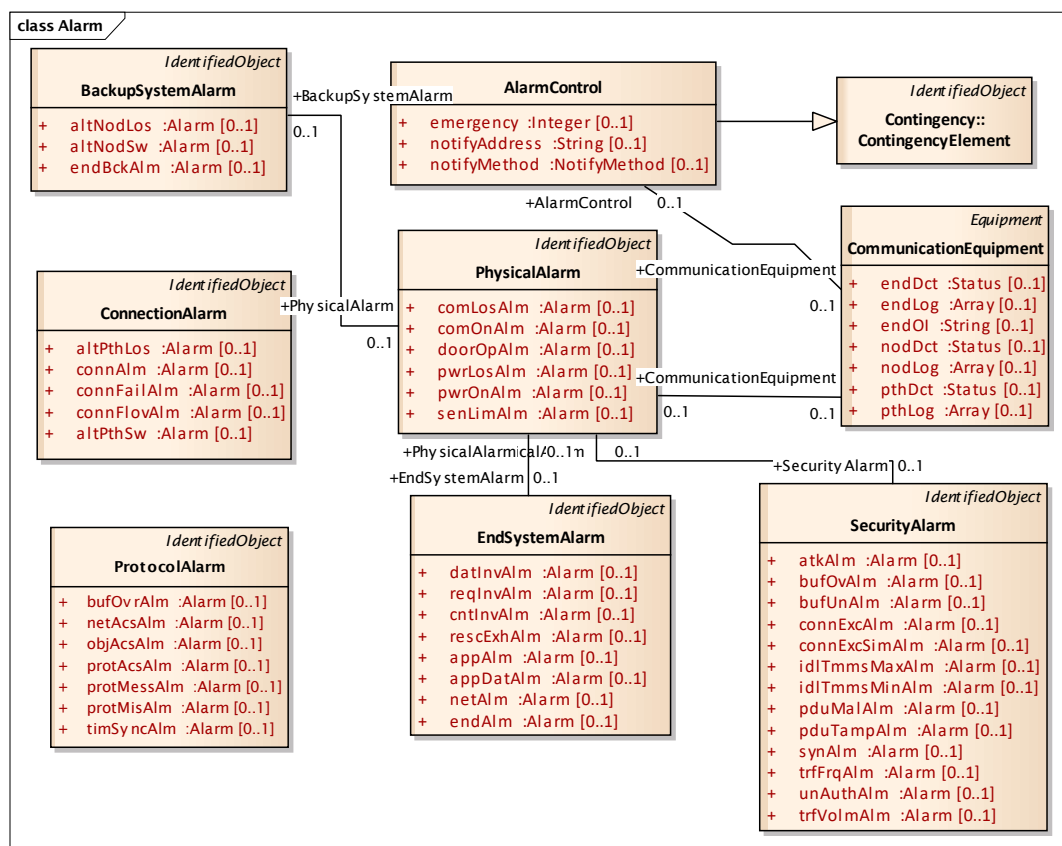 class Alarm
IdentifiedObject
BackupSystemAlarm
+ altNodLos :Alarm [0..1]
+ altNodSw :Alarm [0..1]
+ endBckAlm :Alarm [0..1]
+BackupSystemAlarm
0..1
AlarmControl
+ emergency :Integer [0..1]
+ notifyAddress :String [0..1]
+ notifyMethod :NotifyMethod [0..1]
IdentifiedObject
Contingency::
ContingencyElement
+AlarmControl
0..1
Equipment
CommunicationEquipment
+ endDct :Status [0..1]
+ endLog :Array [0..1]
+ endOI :String [0..1]
+ nodDct :Status [0..1]
+ nodLog :Array [0..1]
+ pthDct :Status [0..1]
+ pthLog :Array [0..1]
+CommunicationEquipment
0..1
IdentifiedObject
PhysicalAlarm
+ comLosAlm :Alarm [0..1]
+ comOnAlm :Alarm [0..1]
+ doorOpAlm :Alarm [0..1]
+ pwrLosAlm :Alarm [0..1]
+ pwrOnAlm :Alarm [0..1]
+ senLimAlm :Alarm [0..1]
+PhysicalAlarm
0..1
+CommunicationEquipment
0..1
0..1
IdentifiedObject
ConnectionAlarm
+ altPthLos :Alarm [0..1]
+ connAlm :Alarm [0..1]
+ connFailAlm :Alarm [0..1]
+ connFlovAlm :Alarm [0..1]
+ altPthSw :Alarm [0..1]
+PhysicalAlarm
0..1
0..1
+EndSystemAlarm
0..1
+SecurityAlarm
0..1
IdentifiedObject
EndSystemAlarm
+ datInvAlm :Alarm [0..1]
+ reqInvAlm :Alarm [0..1]
+ cntInvAlm :Alarm [0..1]
+ rescExhAlm :Alarm [0..1]
+ appAlm :Alarm [0..1]
+ appDatAlm :Alarm [0..1]
+ netAlm :Alarm [0..1]
+ endAlm :Alarm [0..1]
IdentifiedObject
ProtocolAlarm
+ bufOvrAlm :Alarm [0..1]
+ netAcsAlm :Alarm [0..1]
+ objAcsAlm :Alarm [0..1]
+ protAcsAlm :Alarm [0..1]
+ protMessAlm :Alarm [0..1]
+ protMisAlm :Alarm [0..1]
+ timSyncAlm :Alarm [0..1]
IdentifiedObject
SecurityAlarm
+ atkAlm :Alarm [0..1]
+ bufOvAlm :Alarm [0..1]
+ bufUnAlm :Alarm [0..1]
+ connExcAlm :Alarm [0..1]
+ connExcSimAlm :Alarm [0..1]
+ idlTmmsMaxAlm :Alarm [0..1]
+ idlTmmsMinAlm :Alarm [0..1]
+ pduMalAlm :Alarm [0..1]
+ pduTampAlm :Alarm [0..1]
+ synAlm :Alarm [0..1]
+ trfFrqAlm :Alarm [0..1]
+ unAuthAlm :Alarm [0..1]
+ trfVolmAlm :Alarm [0..1]